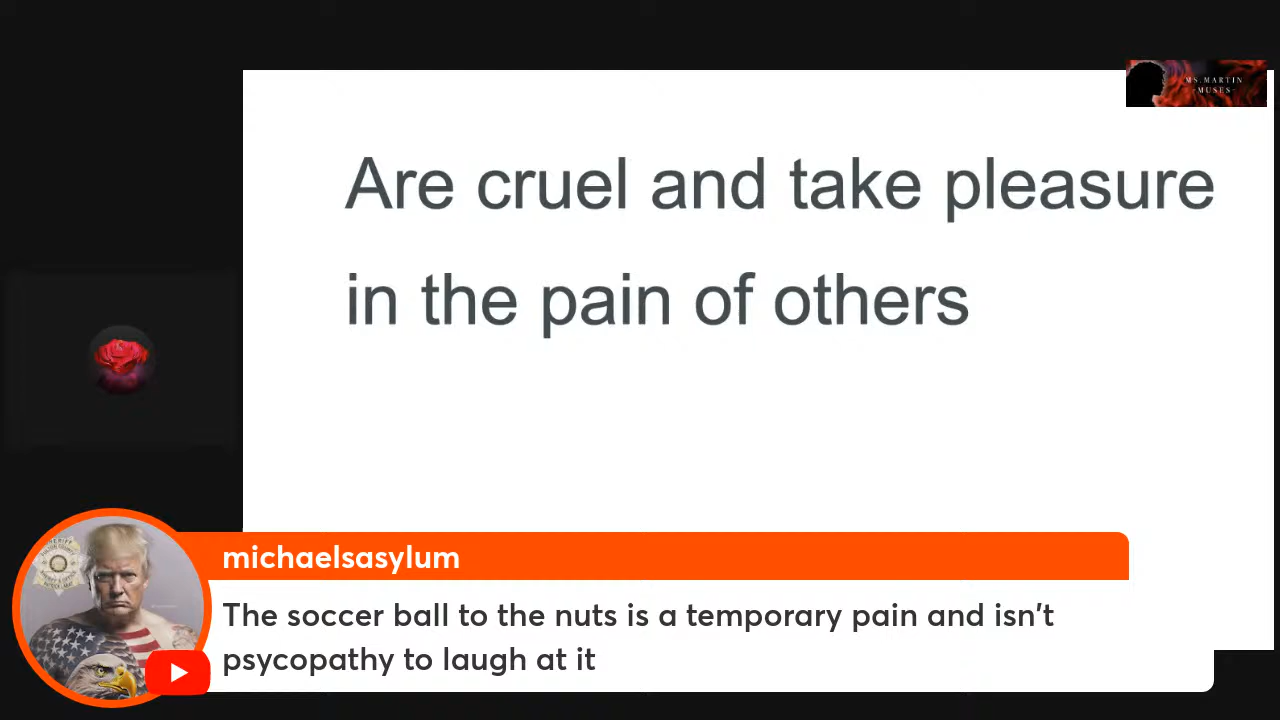 MS.MARTIN
-MUSES-
Are cruel and take pleasure
in the pain of others
michaelsasylum
The soccer ball to the nuts is a temporary pain and isn't
psycopathy to laugh at it